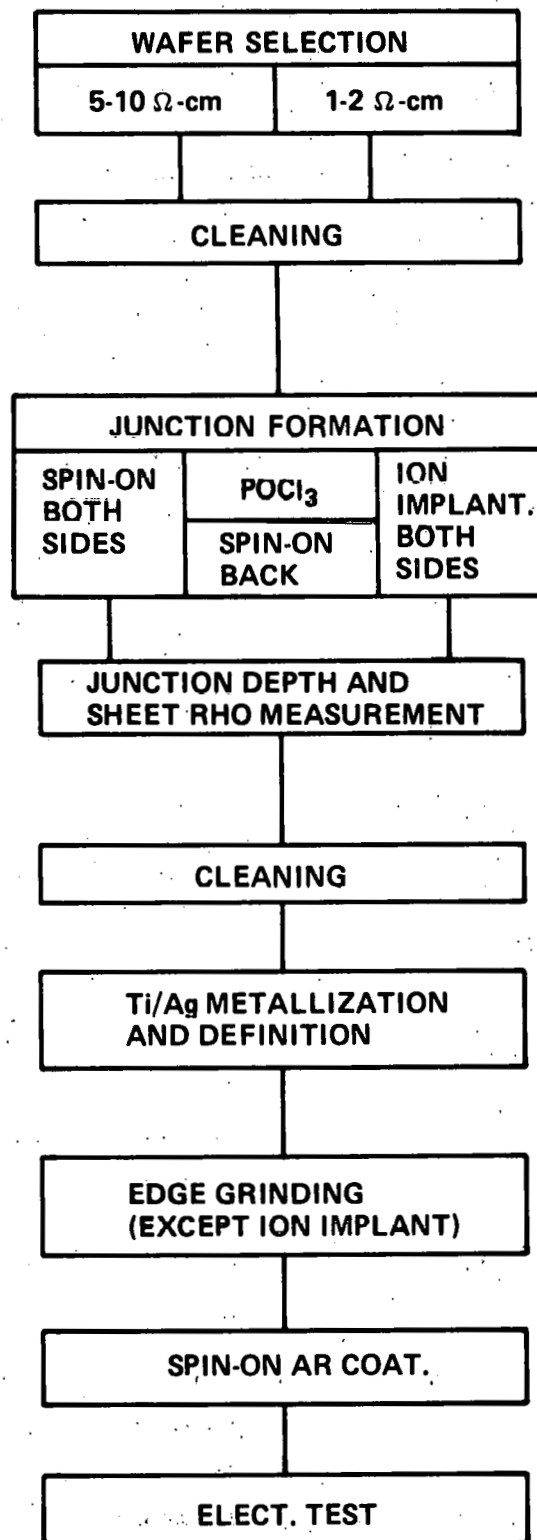 WAFER SELECTION
5-10 Ω-cm
1-2 Ω-cm
CLEANING
JUNCTION FORMATION
SPIN-ON
BOTH
SIDES
POCl₃
SPIN-ON
BACK
ION
IMPLANT.
BOTH
SIDES
JUNCTION DEPTH AND
SHEET RHO MEASUREMENT
CLEANING
Ti/Ag METALLIZATION
AND DEFINITION
EDGE GRINDING
(EXCEPT ION IMPLANT)
SPIN-ON AR COAT.
ELECT. TEST